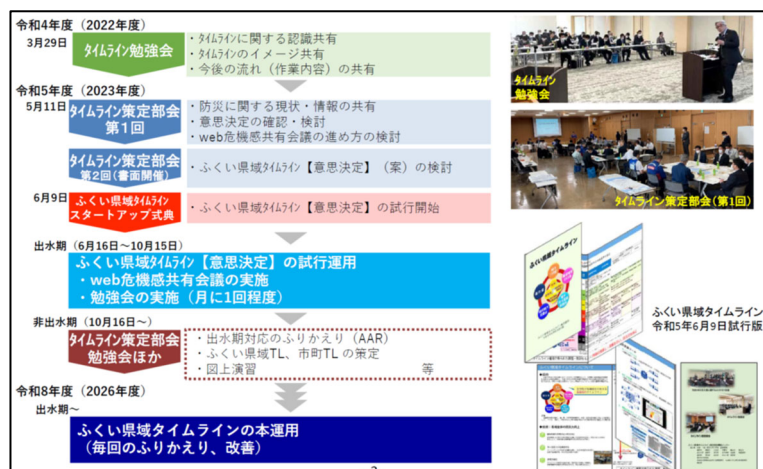 令和4年度（2022年度）
3月29日
ﾀｲﾑﾗｲﾝ勉強会
・ﾀｲﾑﾗｲﾝに関する認識共有
・ﾀｲﾑﾗｲﾝのイメージ共有
・今後の流れ（作業内容）の共有
令和5年度（2023年度）
5月11日
ﾀｲﾑﾗｲﾝ策定部会
第1回
・防災に関する現状・情報の共有
・意思決定の確認・検討
・web危機感共有会議の進め方の検討
ﾀｲﾑﾗｲﾝ策定部会
第2回(書面開催)
・ふくい県域ﾀｲﾑﾗｲﾝ【意思決定】（案）の検討
6月9日
ふくい県域ﾀｲﾑﾗｲﾝ
スタートアップ式典
・ふくい県域ﾀｲﾑﾗｲﾝ【意思決定】の試行開始
出水期（6月16日～10月15日）
ふくい県域ﾀｲﾑﾗｲﾝ【意思決定】の試行運用
・web危機感共有会議の実施
・勉強会の実施（月に1回程度）
非出水期（10月16日～）
ﾀｲﾑﾗｲﾝ策定部会
勉強会ほか
・出水期対応のふりかえり（AAR）
・ふくい県域TL、市町TLの策定
・図上演習　　　　　　　　等
令和8年度（2026年度）
出水期～
ふくい県域タイムラインの本運用
（毎回のふりかえり、改善）
タイムライン
勉強会
タイムライン策定部会(第1回)
ふくい県域タイムライン
ふくい県域タイムライン
令和5年6月9日試行版